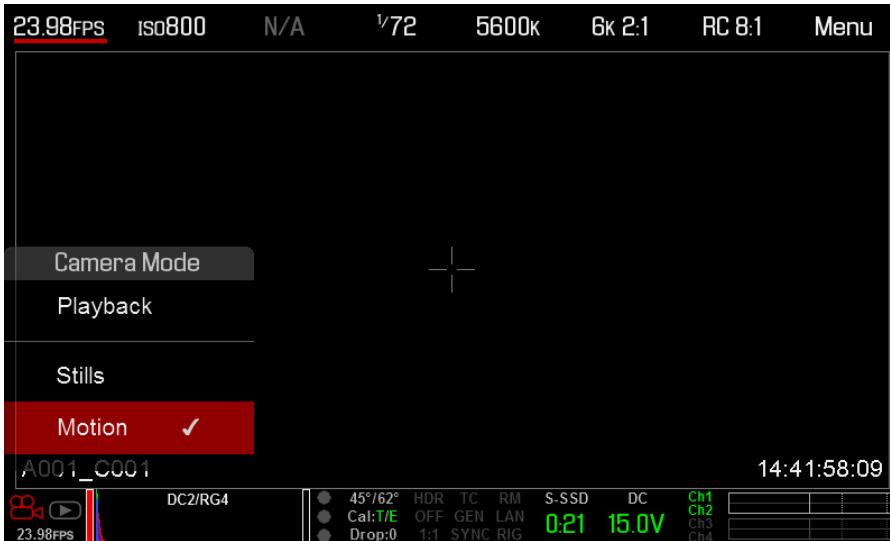 23.98FPS ISO800 N/A 1/72 5600K 6K 2:1 RC 8:1 Menu
Camera Mode
Playback
Stills
Motion ✓
A001_C001 14:41:58:09
DC2/RG4 45°/62° HDR TC RM S-SSD DC Ch1
Cal:T/E OFF GEN LAN 0:21 15.0V Ch2
Ch3
23.98FPS Drop:0 1:1 SYNC RIG Ch4